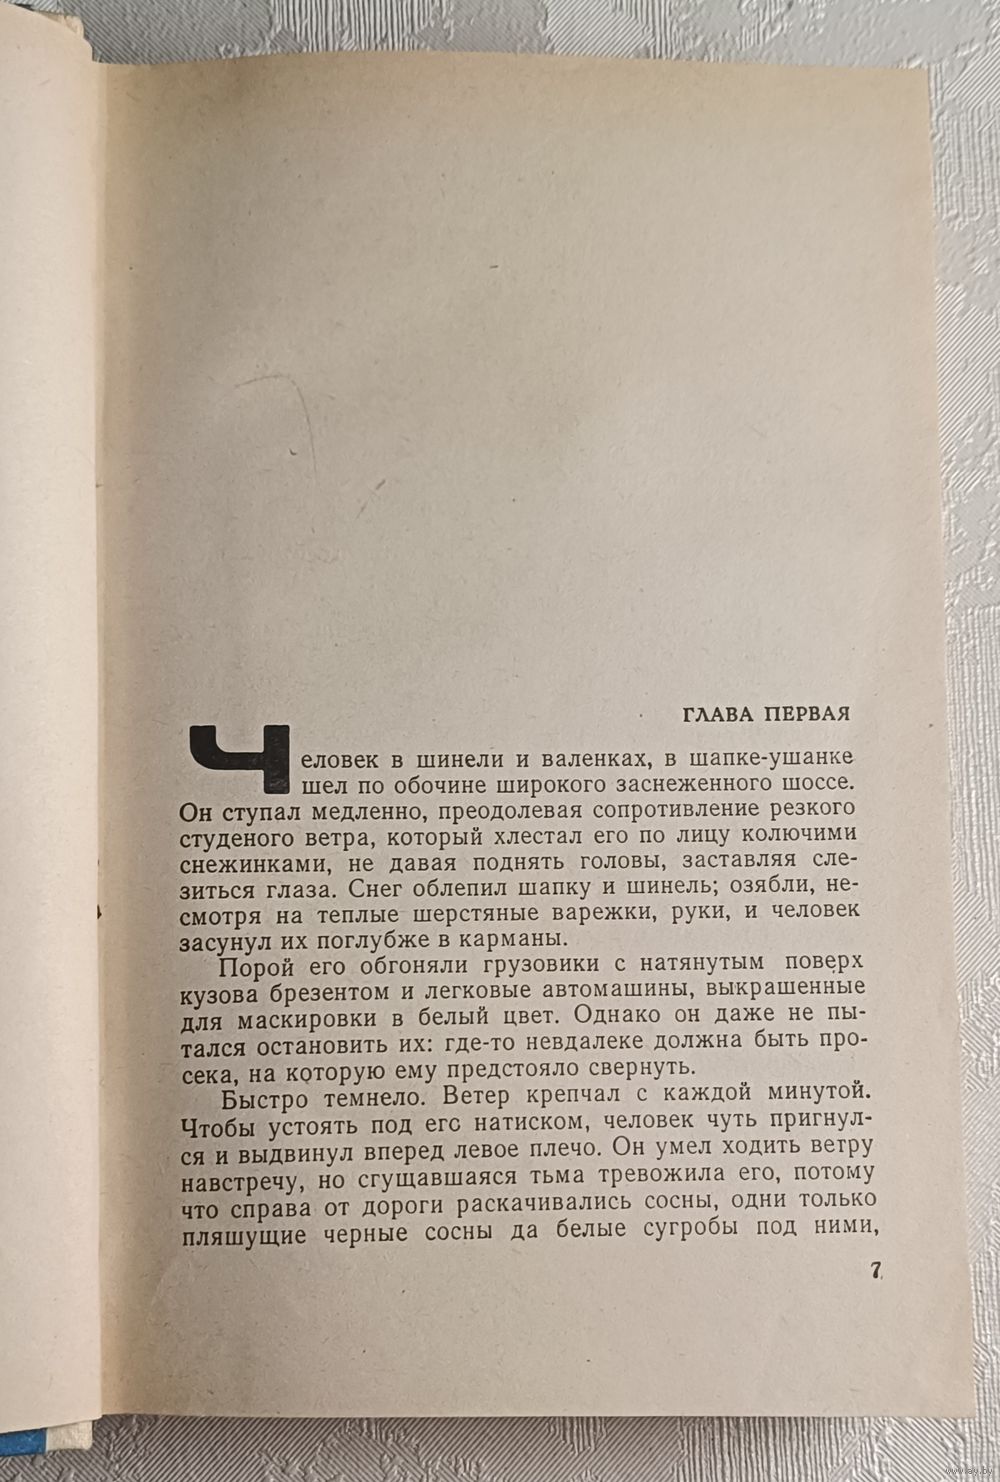 ГЛАВА ПЕРВАЯ
Человек в шинели и валенках, в шапке-ушанке
шел по обочине широкого заснеженного шоссе.
Он ступал медленно, преодолевая сопротивление резкого
студеного ветра, который хлестал его по лицу колючими
снежинками, не давая поднять головы, заставляя сле-
зиться глаза. Снег облепил шапку и шинель; озябли, не-
смотря на теплые шерстяные варежки, руки, и человек
засунул их поглубже в карманы.
Порой его обгоняли грузовики с натянутым поверх
кузова брезентом и легковые автомашины, выкрашенные
для маскировки в белый цвет. Однако он даже не пы-
тался остановить их: где-то невдалеке должна быть про-
сека, на которую ему предстояло свернуть.
Быстро темнело. Ветер крепчал с каждой минутой.
Чтобы устоять под его натиском, человек чуть пригнул-
ся и выдвинул вперед левое плечо. Он умел ходить ветру
навстречу, но сгущавшаяся тьма тревожила его, потому
что справа от дороги раскачивались сосны, одни только
пляшущие черные сосны да белые сугробы под ними,
7
www.ay.by